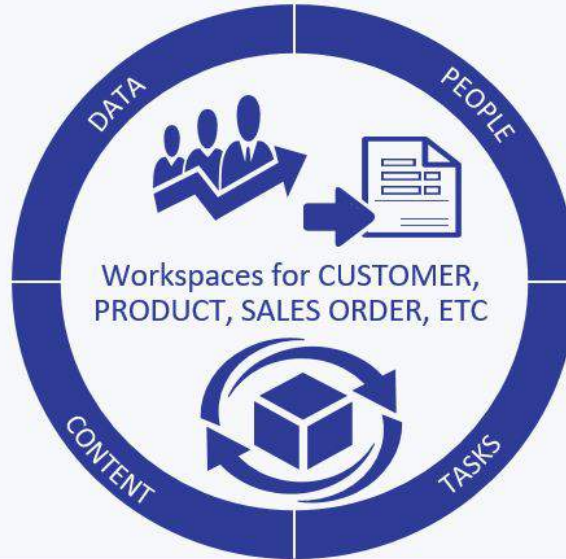 DATA
PEOPLE
Workspaces for CUSTOMER,
PRODUCT, SALES ORDER, ETC
CONTENT
TASKS